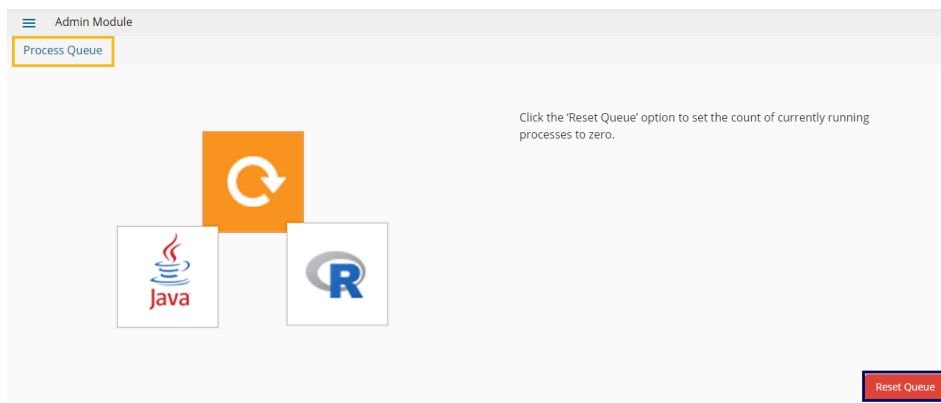 Admin Module
Process Queue
Click the ‘Reset Queue’ option to set the count of currently running
processes to zero.
Java
R
Reset Queue